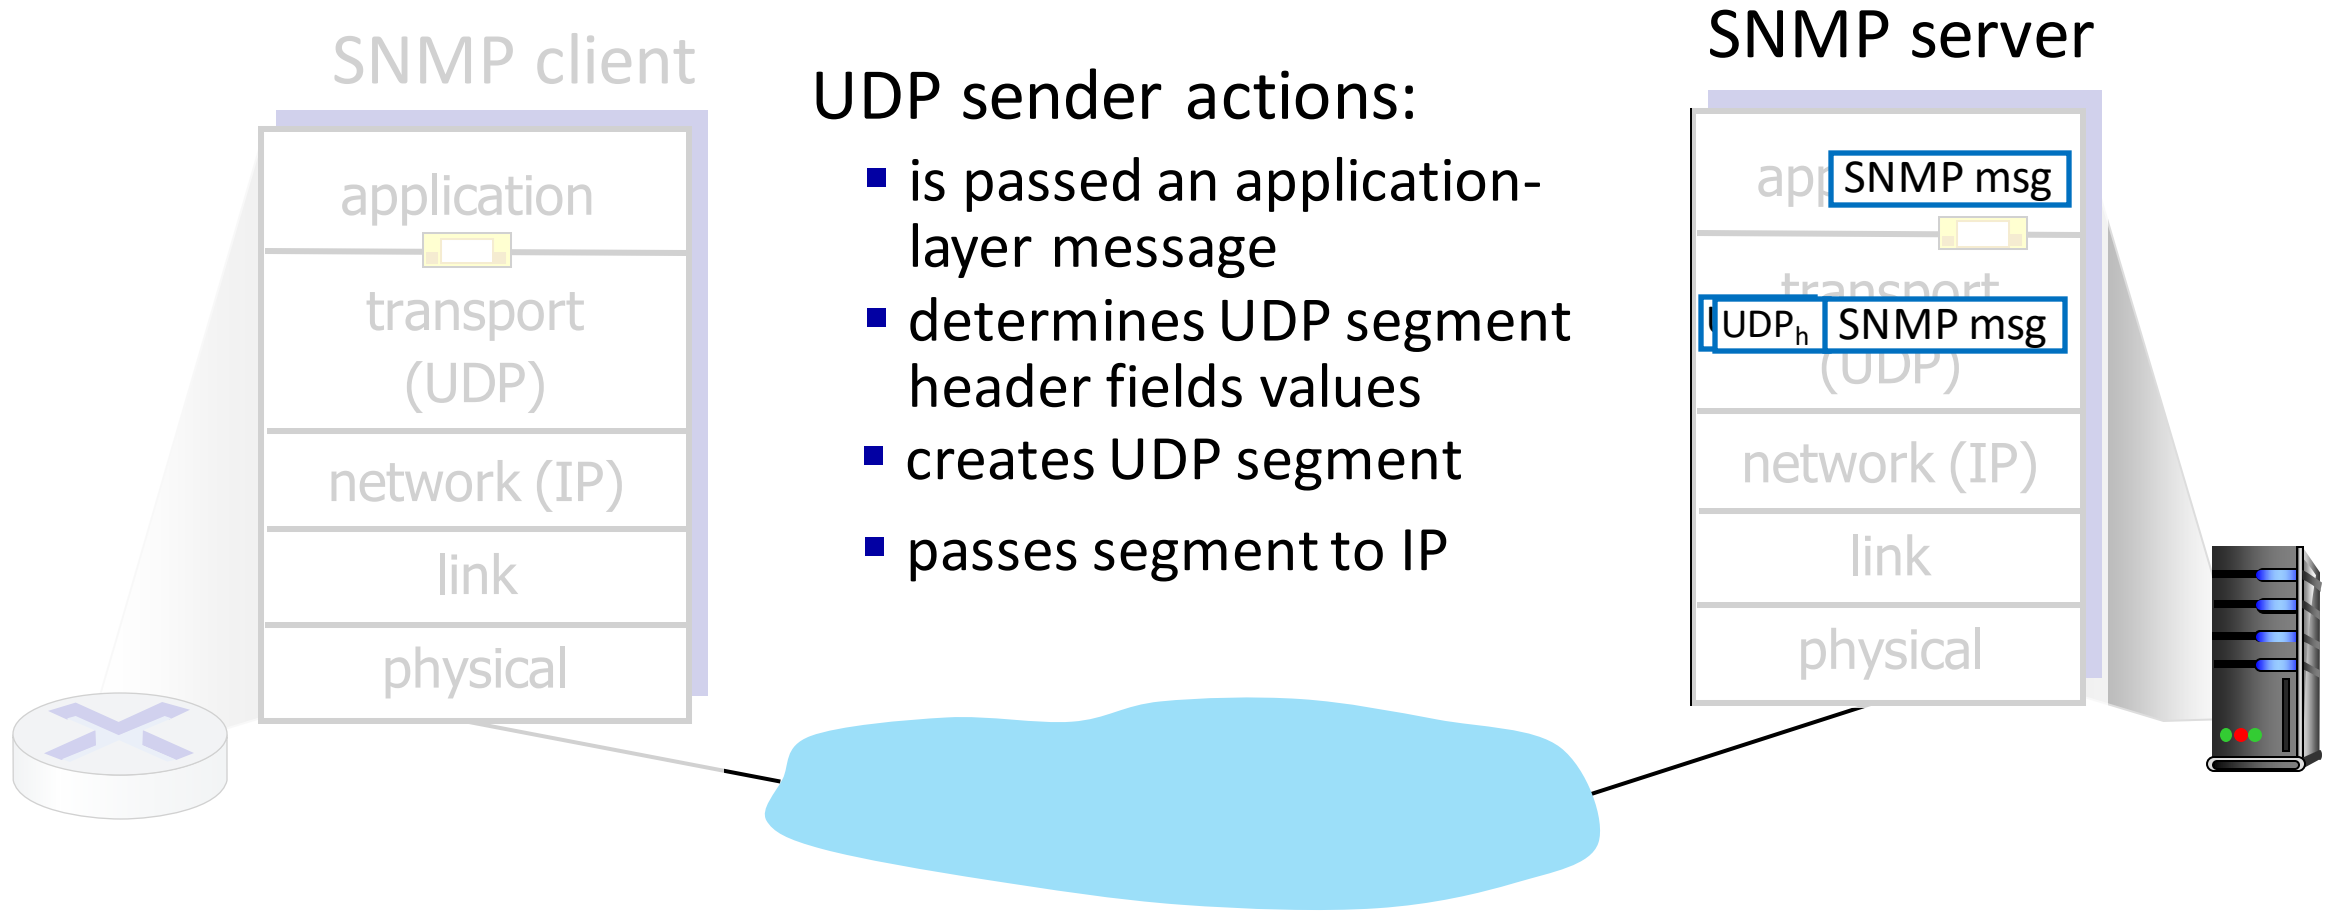 SNMP client
application
transport
(UDP)
network (IP)
link
physical
UDP sender actions:
is passed an application-
layer message
determines UDP segment
header fields values
creates UDP segment
passes segment to IP
SNMP server
SNMP msg
transport
UDPh SNMP msg
(UDP)
network (IP)
link
physical